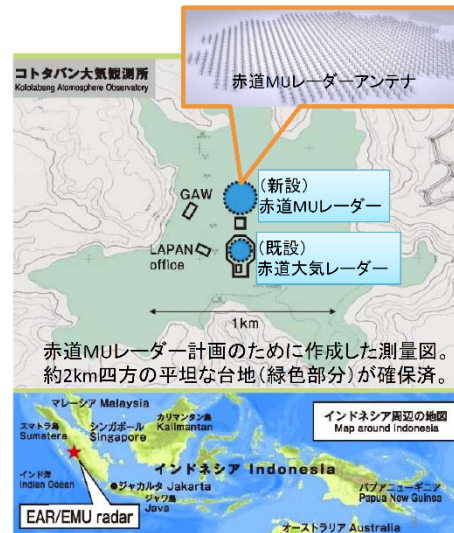 赤道MUレーダーアンテナ
コトタバン大気観測所
Kototabang Atomosphere Observatory
GAW
(新設)
赤道MUレーダー
LAPAN
office
(既設)
赤道大気レーダー
1km
赤道MUレーダー計画のために作成した測量図。
約2km四方の平坦な台地(緑色部分)が確保済。
マレーシア Malaysia
スマトラ島
Sumatera
シンガポール
Singapore
カリマンタン島
Kalimantan
インドネシア周辺の地図
Map around Indonesia
インド洋
Indian Ocean
インドネシア Indonesia
ジャカルタ Jakarta
ジャワ島
Java
パプアニューギニア
Papua New Guinea
EAR/EMU radar
オーストラリア Australia
3